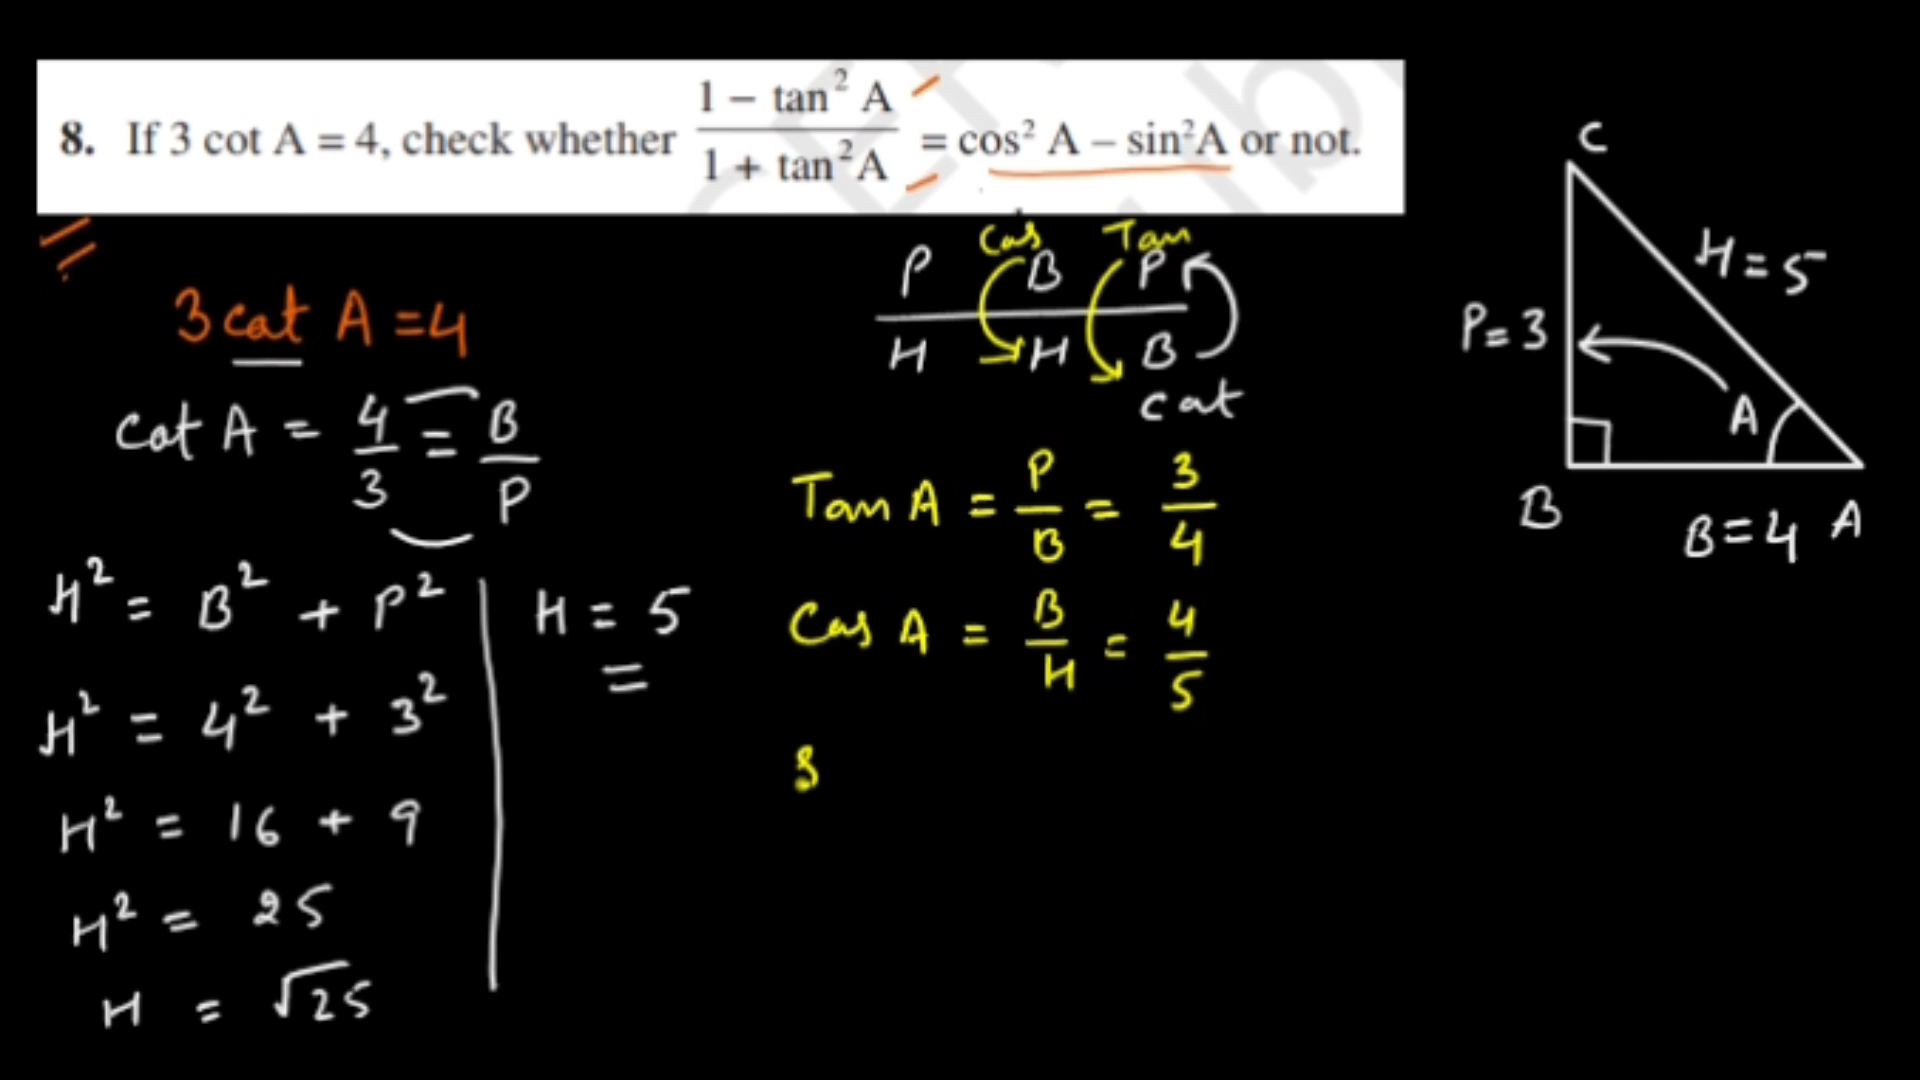 8. If 3 cot A = 4, check whether (1 – tan² A)/(1 + tan² A) = cos² A – sin² A or not.
3 cot A = 4
Cot A = 4/3 = B/P
H² = B² + P²
H² = 4² + 3²
H² = 16 + 9
H² = 25
H = √25
H = 5
Cos Tan
P B P
H H B
cot
Tan A = P/B = 3/4
Cos A = B/H = 4/5
S
C
H = 5
P = 3
A
B
B = 4 A